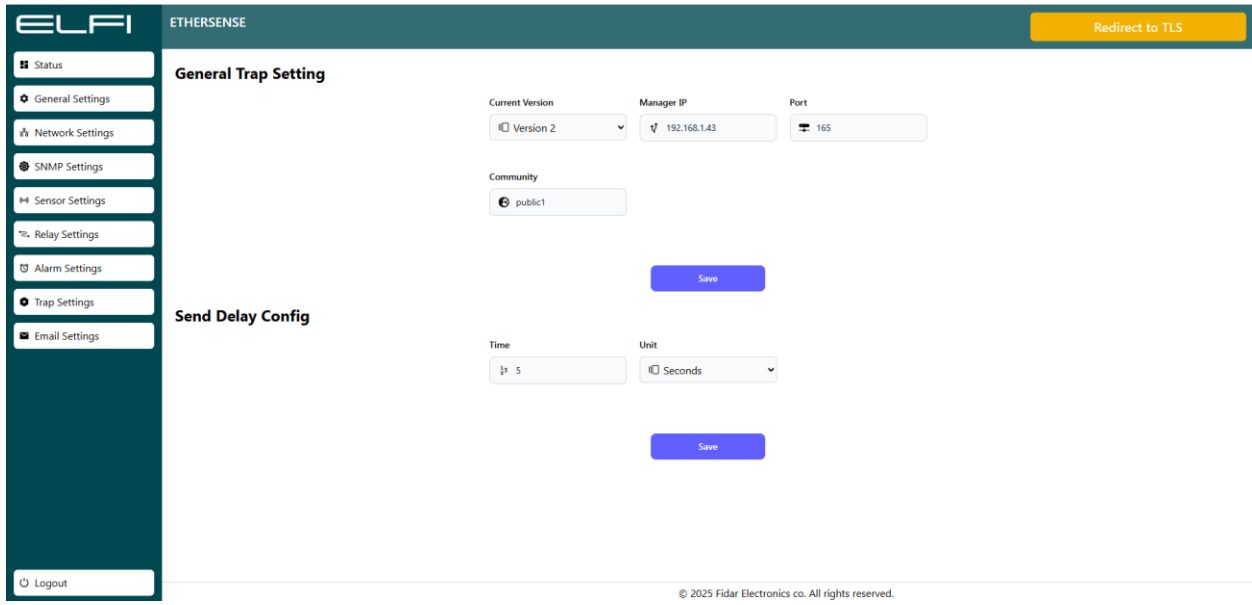 ELFI
ETHERSENSE
Redirect to TLS
Status
General Settings
Network Settings
SNMP Settings
Sensor Settings
Relay Settings
Alarm Settings
Trap Settings
Email Settings
Logout
General Trap Setting
Current Version
Manager IP
Port
Version 2
192.168.1.43
165
Community
public1
Save
Send Delay Config
Time
Unit
5
Seconds
Save
© 2025 Fidar Electronics co. All rights reserved.